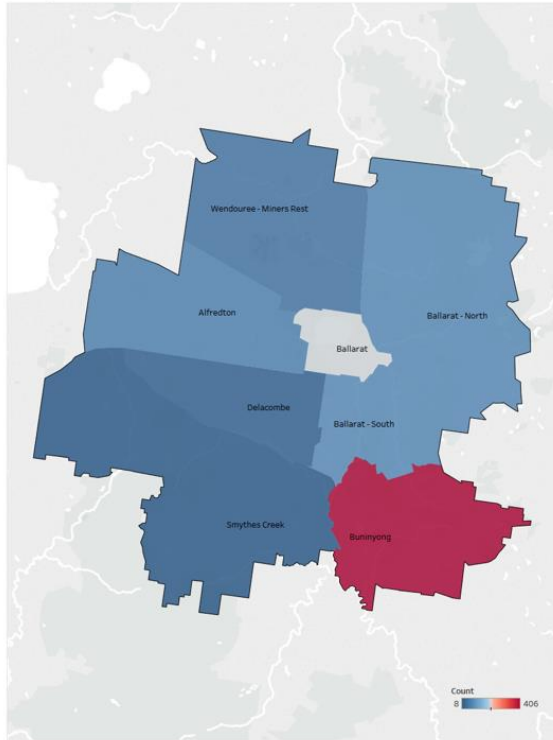 Wendouree - Miners Rest
Alfredton
Ballarat - North
Ballarat
Delacombe
Ballarat - South
Smythes Creek
Buninyong
Count
8 406